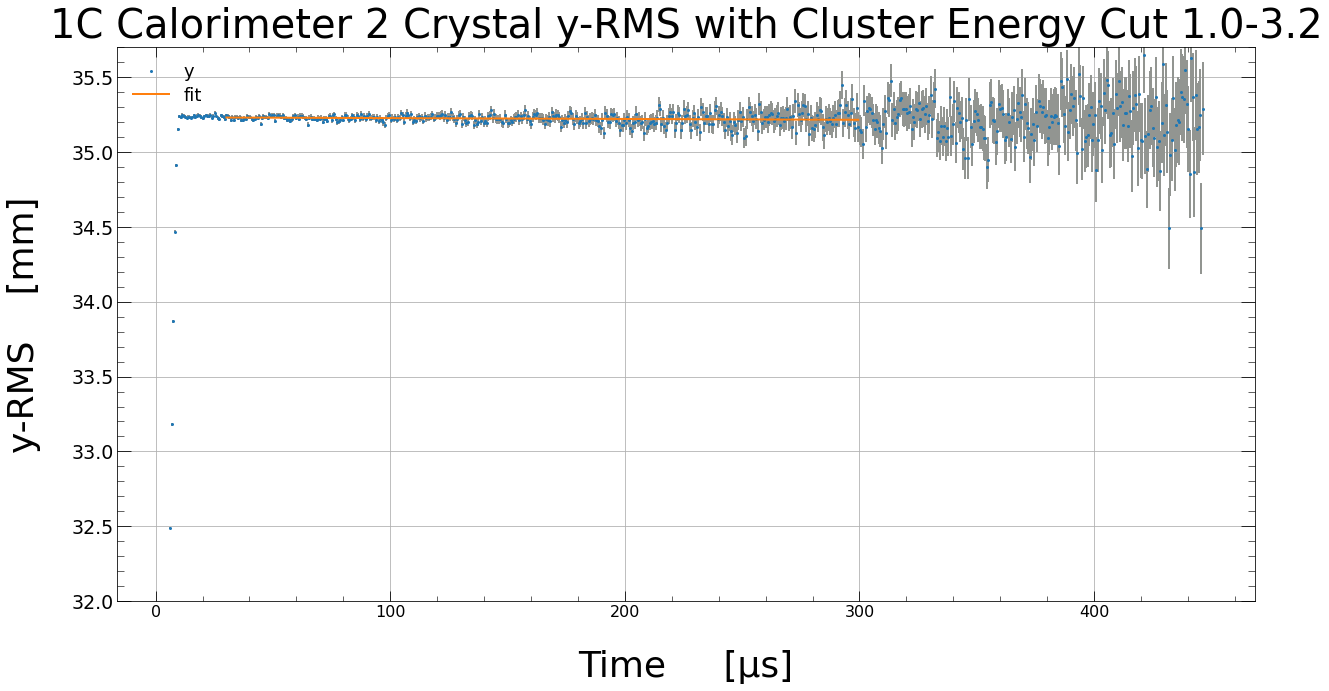 1C Calorimeter 2 Crystal y-RMS with Cluster Energy Cut 1.0-3.2
y
fit
35.5
35.0
34.5
34.0
33.5
33.0
32.5
32.0
y-RMS [mm]
0 100 200 300 400
Time [μs]